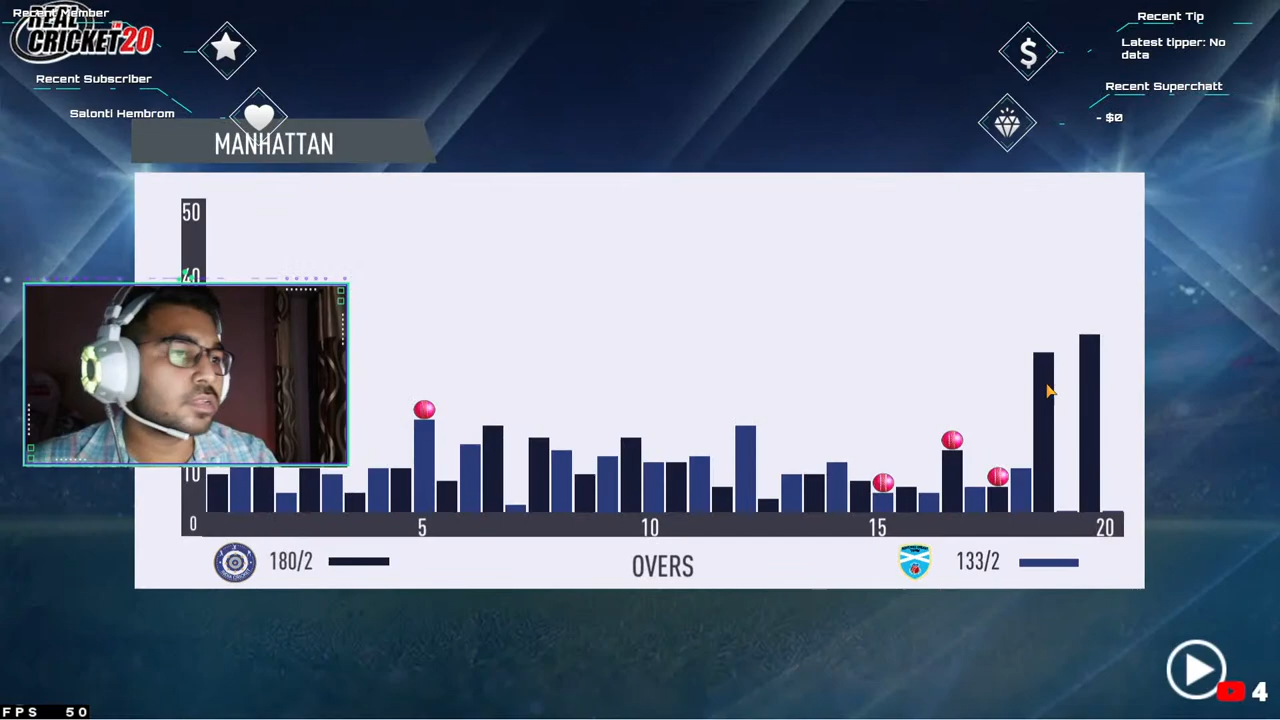 Recent Member
REAL
CRICKET 20
Recent Subscriber
Salonti Hembrom
$
Recent Tip
Latest tipper: No
data
Recent Superchatt
- $0
MANHATTAN
50
40
10
0
5
10
15
20
180/2
OVERS
133/2
4
FPS 50